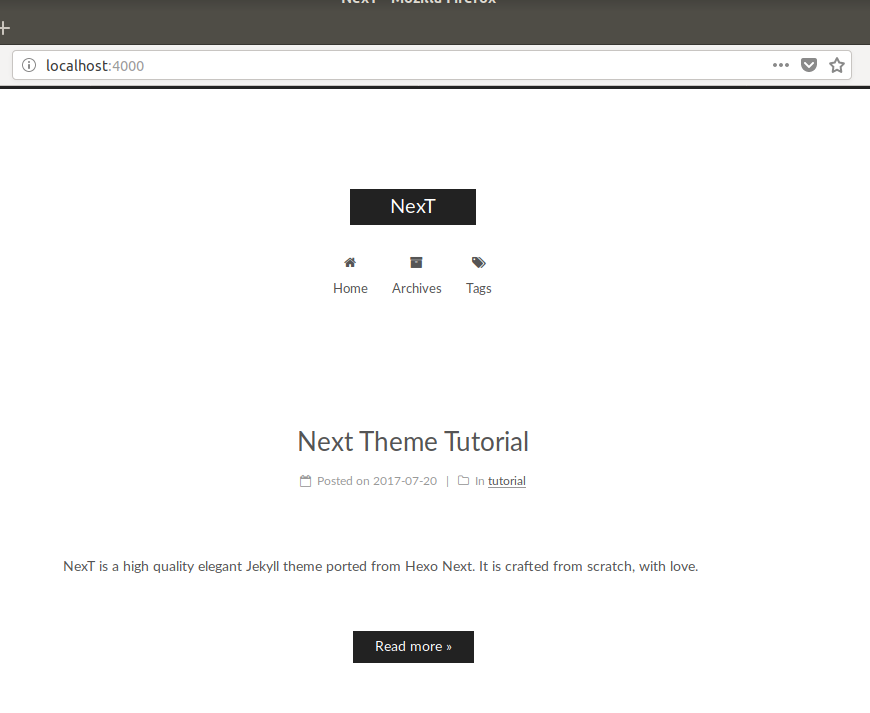 NexT - Mozilla Firefox
localhost:4000
NexT
Home Archives Tags
Next Theme Tutorial
Posted on 2017-07-20 | In tutorial
NexT is a high quality elegant Jekyll theme ported from Hexo Next. It is crafted from scratch, with love.
Read more »